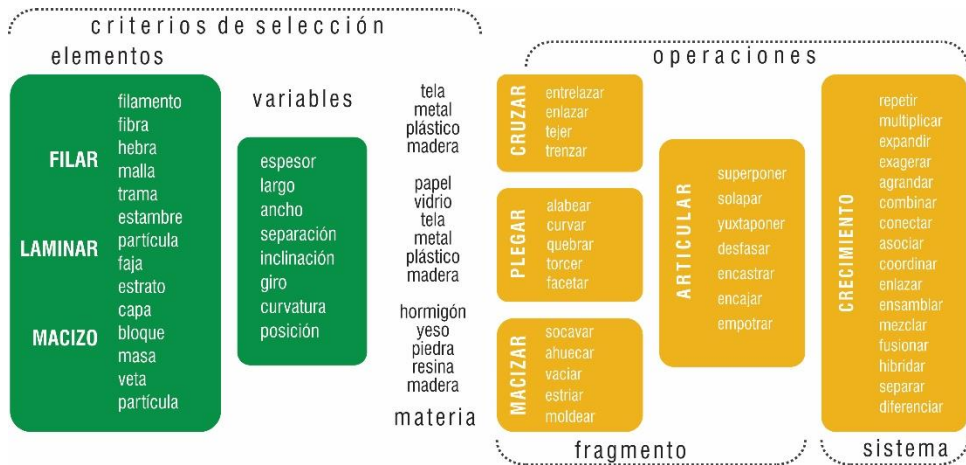 criterios de selección
elementos
FILAR
LAMINAR
MACIZO
filamento
fibra
hebra
malla
trama
estambre
partícula
faja
estrato
capa
bloque
masa
veta
partícula
variables
espesor
largo
ancho
separación
inclinación
giro
curvatura
posición
tela
metal
plástico
madera
papel
vidrio
tela
metal
plástico
madera
hormigón
yeso
piedra
resina
madera
materia
operaciones
CRUZAR
entrelazar
enlazar
tejer
trenzar
PLEGAR
alabear
curvar
quebrar
torcer
facetar
MACIZAR
socavar
ahuecar
vaciar
estriar
moldear
ARTICULAR
superponer
solapar
yuxtaponer
desfasar
encastrar
encajar
empotrar
fragmento
CRECIMIENTO
repetir
multiplicar
expandir
exagerar
agrandar
combinar
conectar
asociar
coordinar
enlazar
ensamblar
mezclar
fusionar
hibridar
separar
diferenciar
sistema